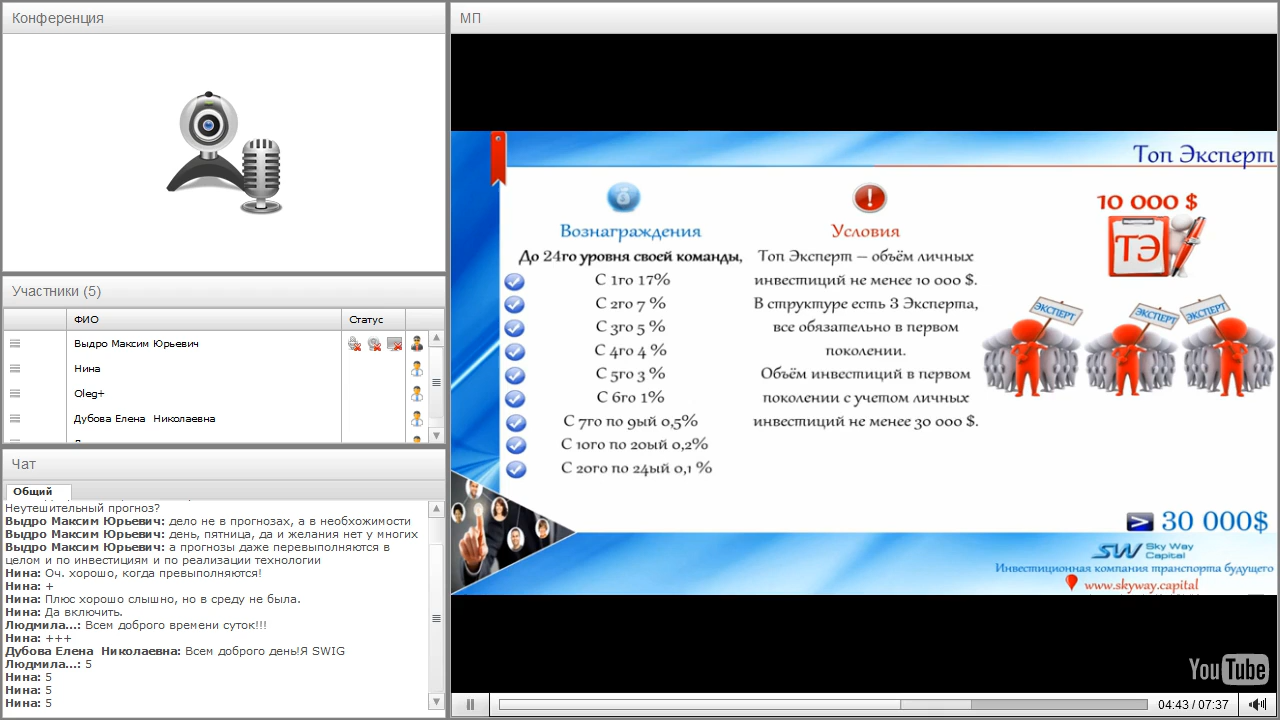 Конференция
МП
Участники (5)
ФИО
Статус
Выдро Максим Юрьевич
Нина
Oleg+
Дубова Елена Николаевна
Чат
Общий
Неутешительный прогноз?
Выдро Максим Юрьевич: дело не в прогнозах, а в необхожимости
Выдро Максим Юрьевич: день, пятница, да и желания нет у многих
Выдро Максим Юрьевич: а прогнозы даже перевыполняются в
целом и по инвестициям и по реализации технологии
Нина: Оч. хорошо, когда превыполняются!
Нина: +
Нина: Плюс хорошо слышно, но в среду не была.
Нина: Да включить.
Людмила...: Всем доброго времени суток!!!
Нина: +++
Дубова Елена Николаевна: Всем доброго день!Я SWIG
Людмила...: 5
Нина: 5
Нина: 5
Нина: 5
Топ Эксперт
Вознаграждения
До 24го уровня своей команды,
С 1го 17%
С 2го 7 %
С 3го 5 %
С 4го 4 %
С 5го 3 %
С 6го 1%
С 7го по 9ый 0,5%
С 10го по 20ый 0,2%
С 20го по 24ый 0,1 %
Условия
Топ Эксперт – объём личных
инвестиций не менее 10 000 $.
В структуре есть 3 Эксперта,
все обязательно в первом
поколении.
Объём инвестиций в первом
поколении с учетом личных
инвестиций не менее 30 000 $.
10 000 $
ТЭ
ЭКСПЕРТ
ЭКСПЕРТ
ЭКСПЕРТ
> 30 000$
SW Sky Way
Capital
Инвестиционная компания транспорта будущего
www.skyway.capital
YouTube
04:43 / 07:37